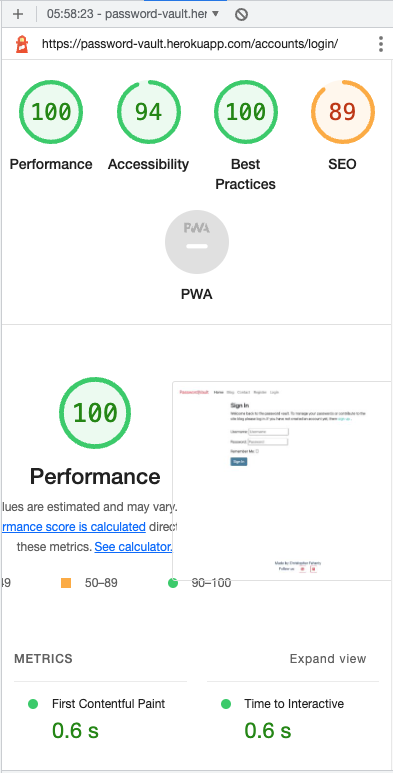 05:58:23 - password-vault.her
https://password-vault.herokuapp.com/accounts/login/
100 94 100 89
Performance Accessibility Best Practices SEO
PWA
PWA
100
Performance
lues are estimated and may vary.
rmance score is calculated direct
these metrics. See calculator.
PasswordVault Home Blog Contact Register Login
Sign In
Welcome back to the password vault. To manage your password or contribute to the
site blog please log in. If you have not created an account yet, then sign up.
Username: Username
Password: Password
Remember Me:
Sign In
Made by Christopher
Follow us:
49 50–89 90–100
METRICS Expand view
First Contentful Paint Time to Interactive
0.6 s 0.6 s